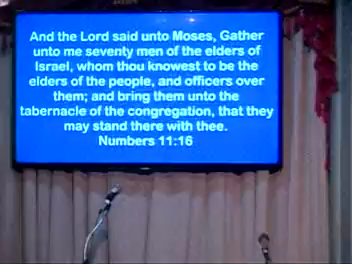 And the Lord said unto Moses, Gather
unto me seventy men of the elders of
Israel, whom thou knowest to be the
elders of the people, and officers over
them; and bring them unto the
tabernacle of the congregation, that they
may stand there with thee.
Numbers 11:16